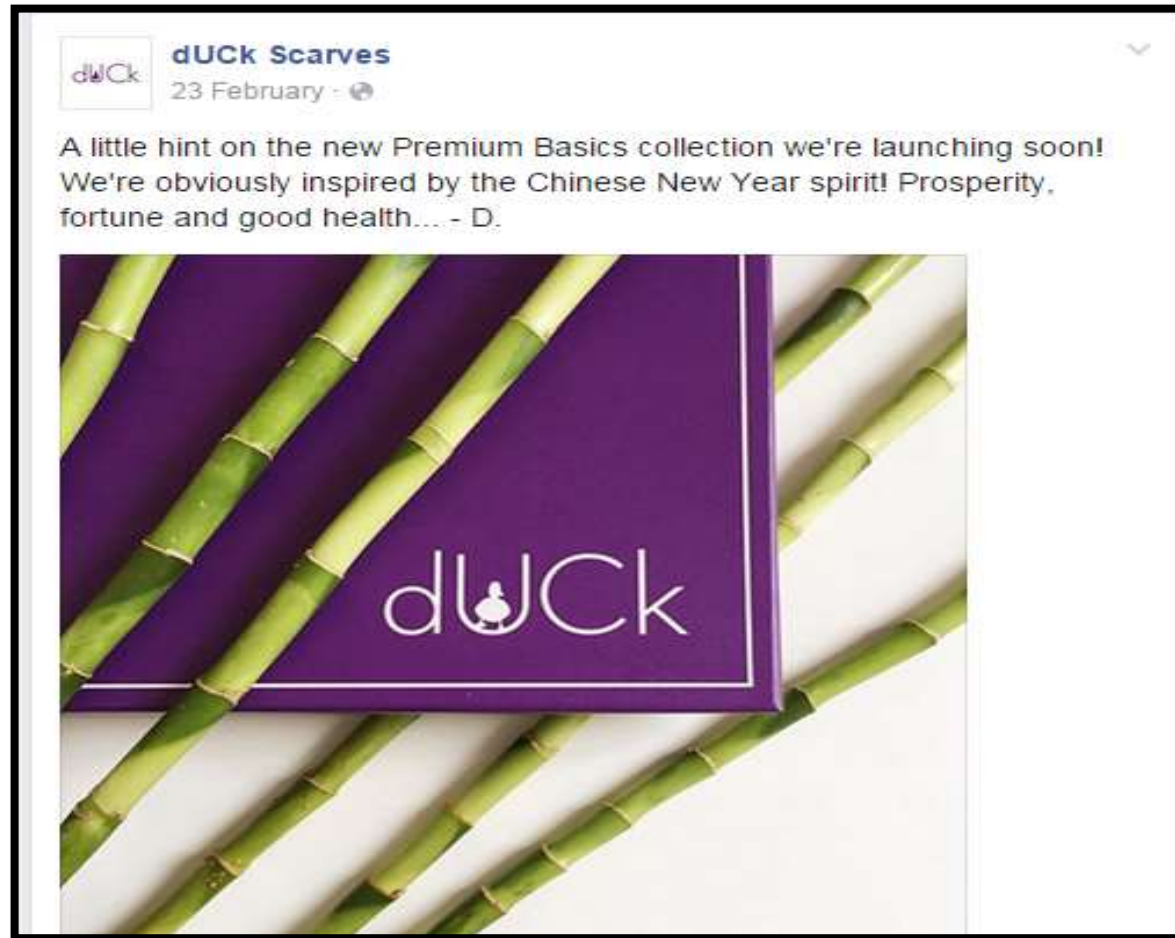 dUCk
dUCk Scarves
23 February ·
A little hint on the new Premium Basics collection we're launching soon!
We're obviously inspired by the Chinese New Year spirit! Prosperity,
fortune and good health... - D.
dUCk